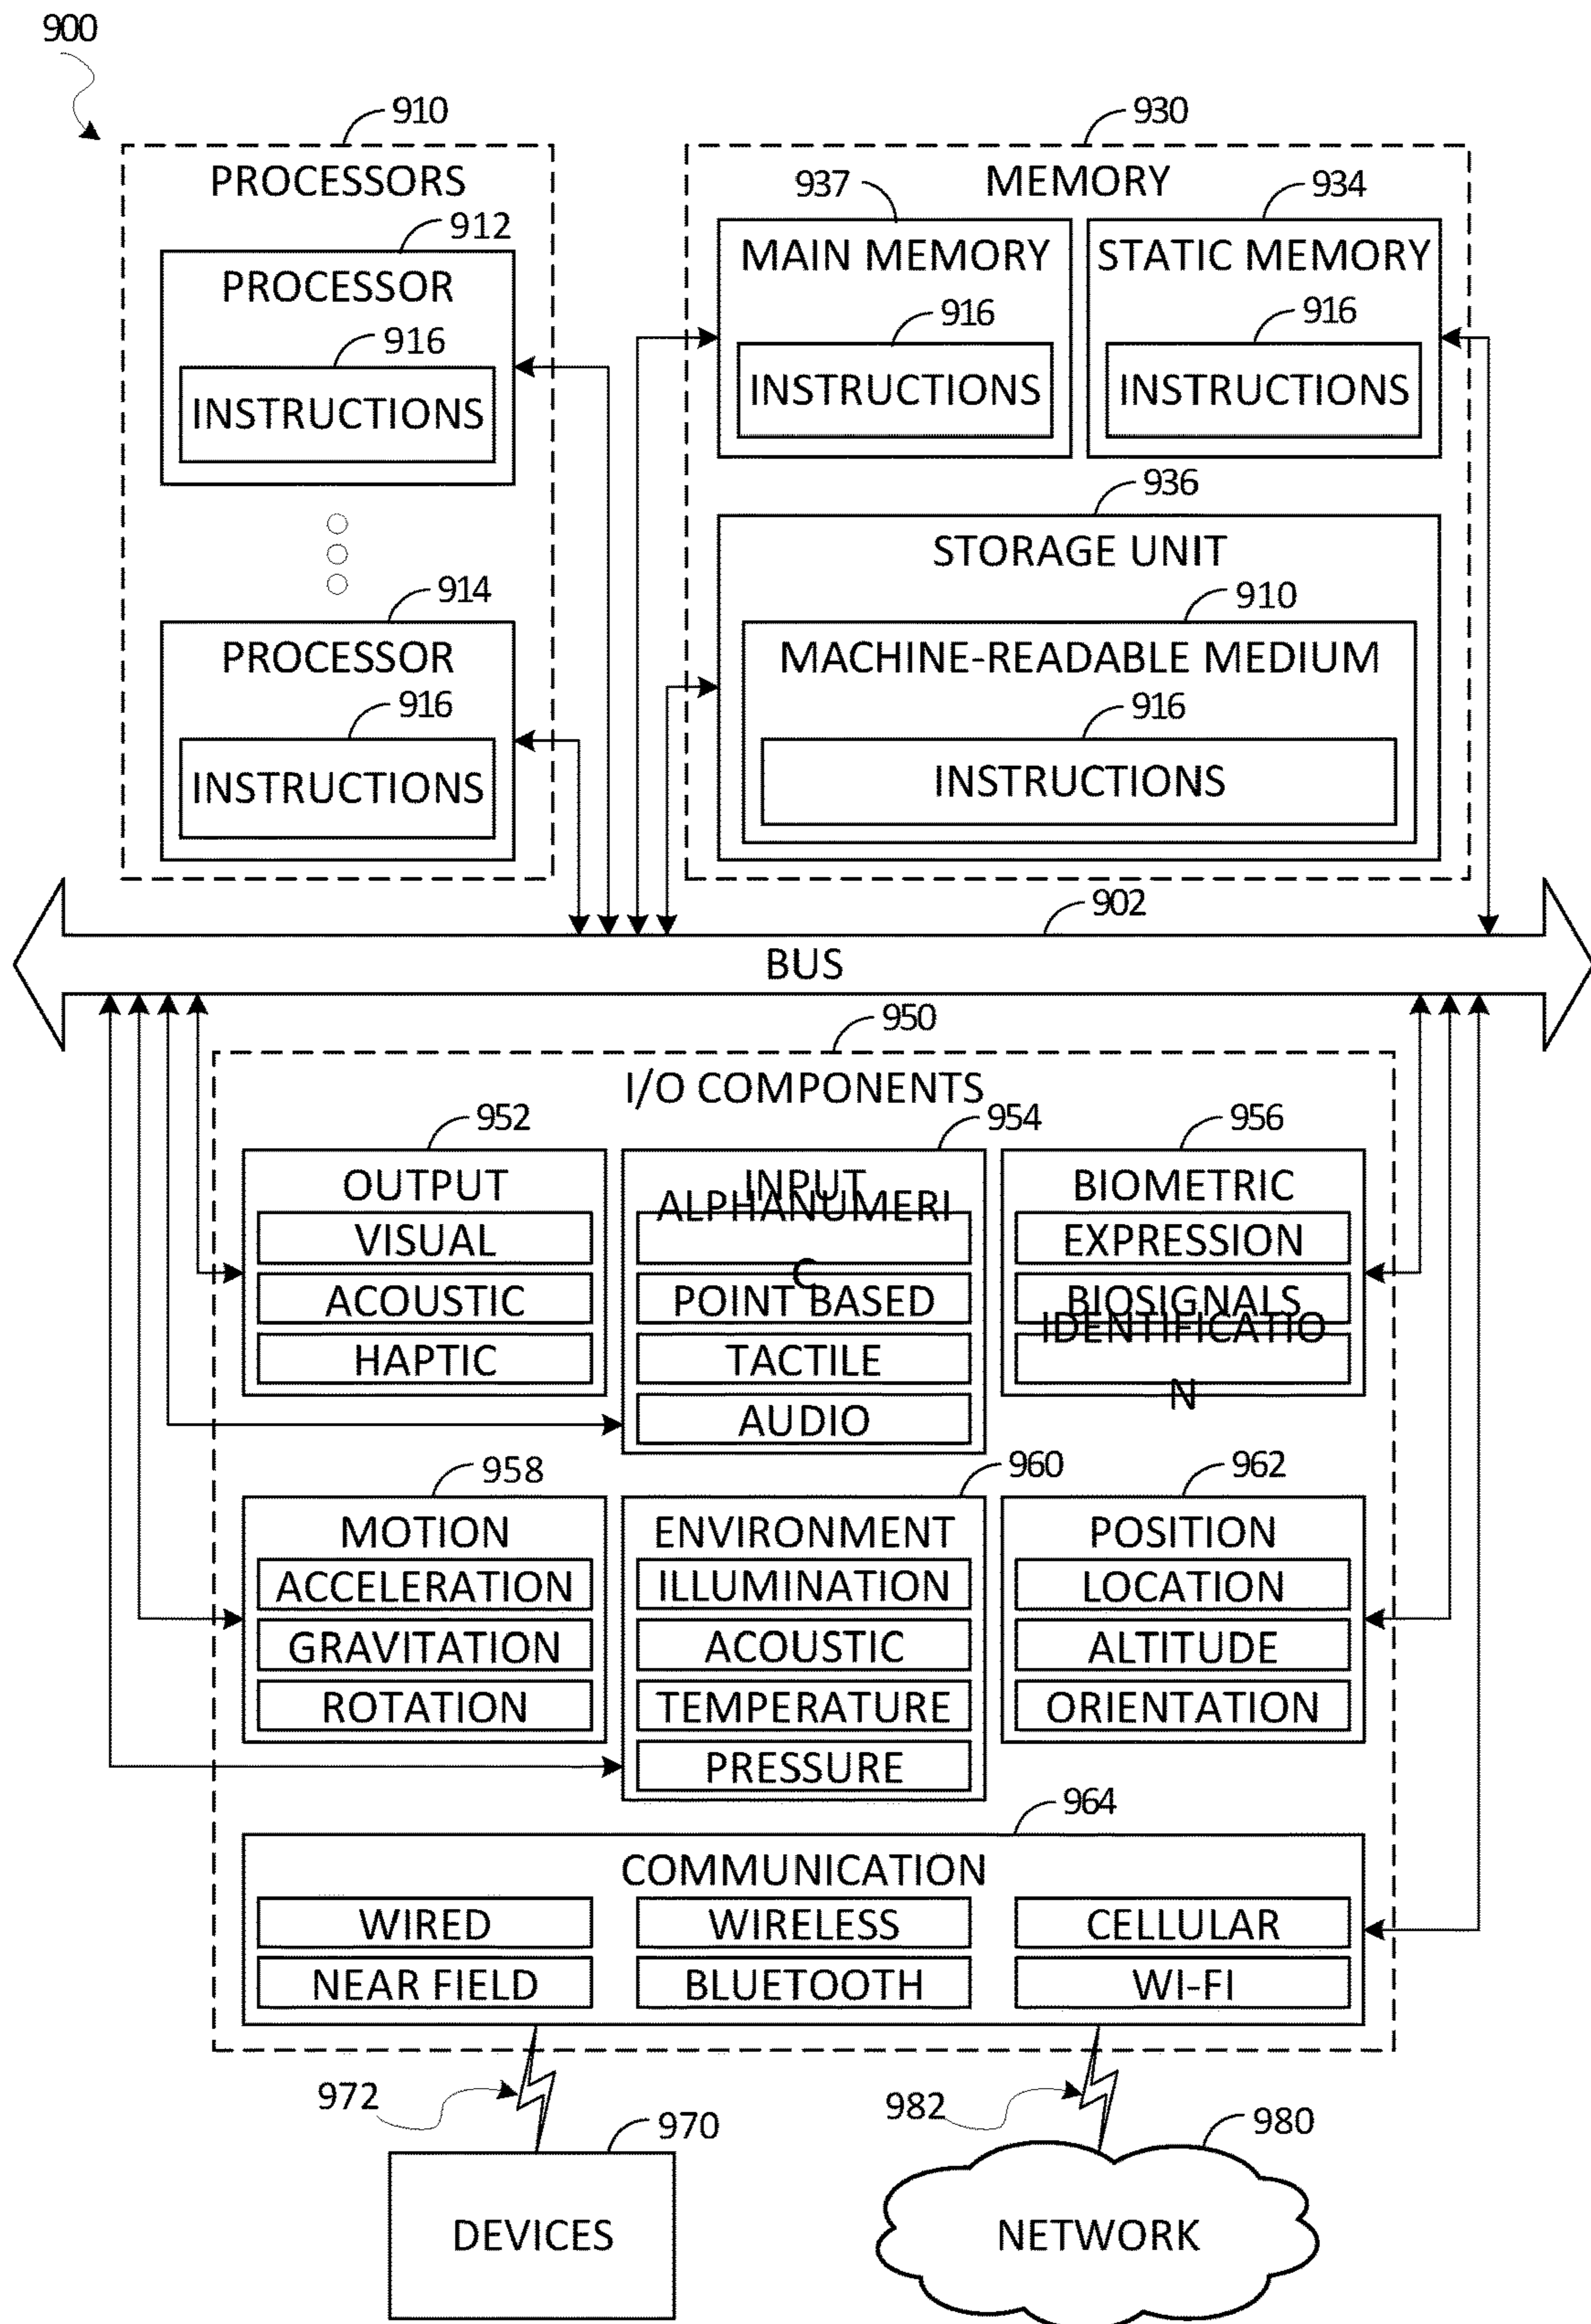 900
910
930
PROCESSORS
MEMORY
937
934
912
MAIN MEMORY
STATIC MEMORY
PROCESSOR
916
916
916
INSTRUCTIONS
INSTRUCTIONS
INSTRUCTIONS
936
STORAGE UNIT
914
910
PROCESSOR
MACHINE-READABLE MEDIUM
916
916
INSTRUCTIONS
INSTRUCTIONS
902
BUS
950
I/O COMPONENTS
952
954
956
OUTPUT
INPUT
BIOMETRIC
VISUAL
ALPHANUMERI
C
EXPRESSION
ACOUSTIC
POINT BASED
BIOSIGNALS
HAPTIC
TACTILE
IDENTIFICATIO
N
AUDIO
958
960
962
MOTION
ENVIRONMENT
POSITION
ACCELERATION
ILLUMINATION
LOCATION
GRAVITATION
ACOUSTIC
ALTITUDE
ROTATION
TEMPERATURE
ORIENTATION
PRESSURE
964
COMMUNICATION
WIRED
WIRELESS
CELLULAR
NEAR FIELD
BLUETOOTH
WI-FI
972
982
970
980
DEVICES
NETWORK